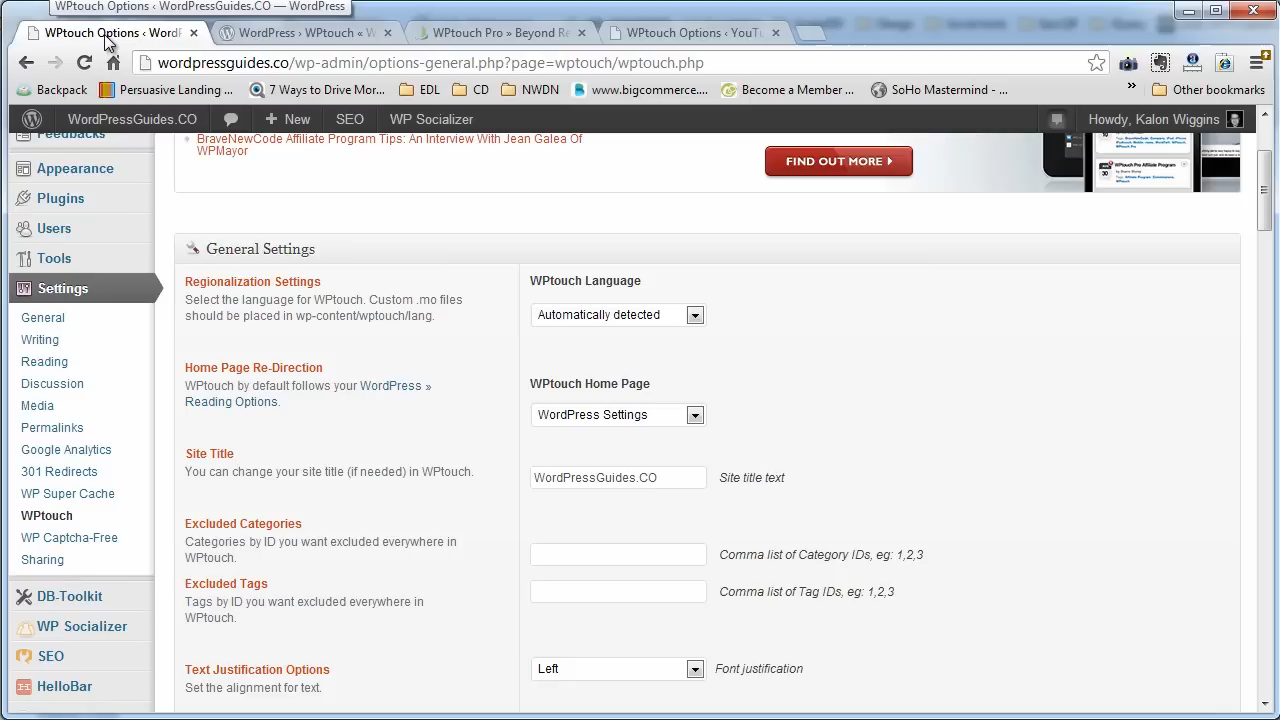 WPtouch Options ‹ WordPressGuides.CO — WordPress
WPtouch Options ‹ WordP
WordPress › WPtouch « 
WPtouch Pro » Beyond Re
WPtouch Options ‹ YouTu
wordpressguides.co/wp-admin/options-general.php?page=wptouch/wptouch.php
Backpack
Persuasive Landing ...
7 Ways to Drive Mor...
EDL
CD
NWDN
www.bigcommerce....
Become a Member ...
SoHo Mastermind - ...
»
Other bookmarks
WordPressGuides.CO
+ New
SEO
WP Socializer
Howdy, Kalon Wiggins
Feedbacks
Appearance
Plugins
Users
Tools
Settings
General
Writing
Reading
Discussion
Media
Permalinks
Google Analytics
301 Redirects
WP Super Cache
WPtouch
WP Captcha-Free
Sharing
DB-Toolkit
WP Socializer
SEO
HelloBar
BraveNewCode Affiliate Program Tips: An Interview With Jean Galea Of
WPMayor
FIND OUT MORE
WPtouch Pro Affiliate Program
General Settings
Regionalization Settings
Select the language for WPtouch. Custom .mo files
should be placed in wp-content/wptouch/lang.
WPtouch Language
Automatically detected
Home Page Re-Direction
WPtouch by default follows your WordPress »
Reading Options.
WPtouch Home Page
WordPress Settings
Site Title
You can change your site title (if needed) in WPtouch.
WordPressGuides.CO
Site title text
Excluded Categories
Categories by ID you want excluded everywhere in
WPtouch.
Comma list of Category IDs, eg: 1,2,3
Excluded Tags
Tags by ID you want excluded everywhere in
WPtouch.
Comma list of Tag IDs, eg: 1,2,3
Text Justification Options
Set the alignment for text.
Left
Font justification